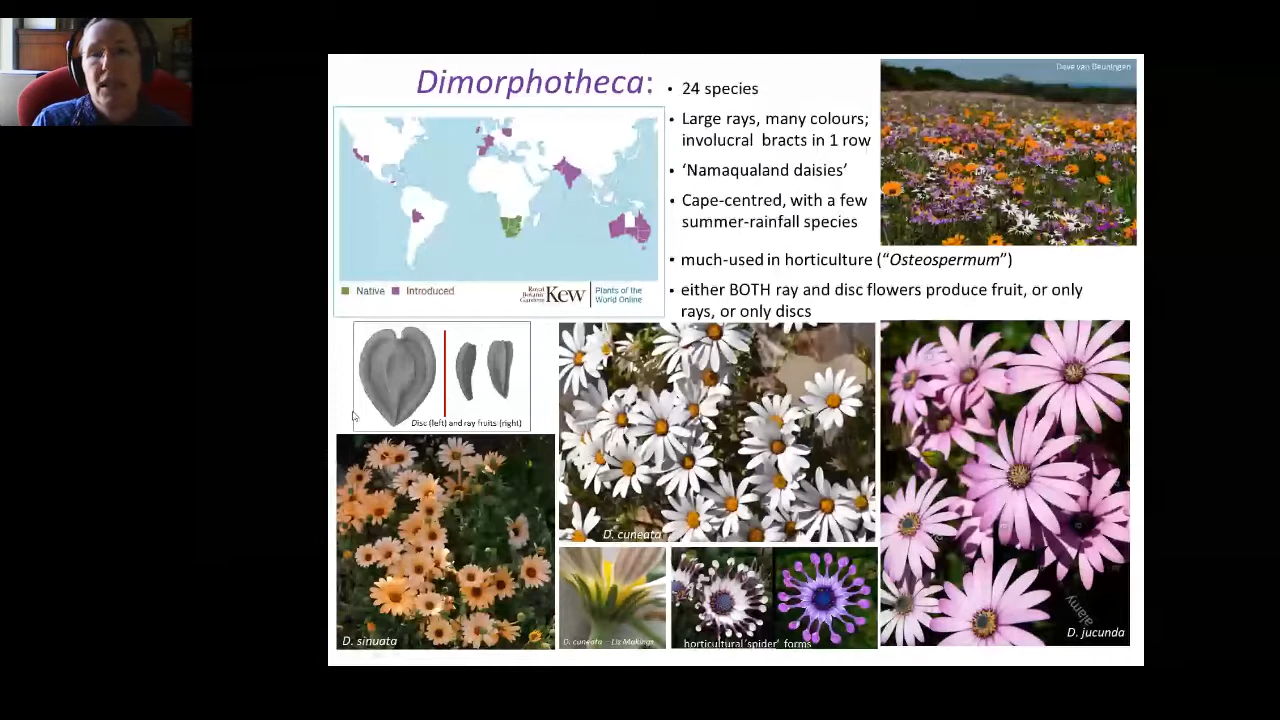 Dimorphotheca:
• 24 species
• Large rays, many colours;
involucral bracts in 1 row
• ‘Namaqualand daisies’
• Cape-centred, with a few
summer-rainfall species
• much-used in horticulture (“Osteospermum”)
• either BOTH ray and disc flowers produce fruit, or only
rays, or only discs
Dave van Beuningen
Native Introduced
Royal
Botanic
Gardens
Kew
Plants of the
World Online
Disc (left) and ray fruits (right)
D. sinuata
D. cuneata
D. cuneata – Liz Makings
horticultural ‘spider’ forms
alamy
D. jucunda